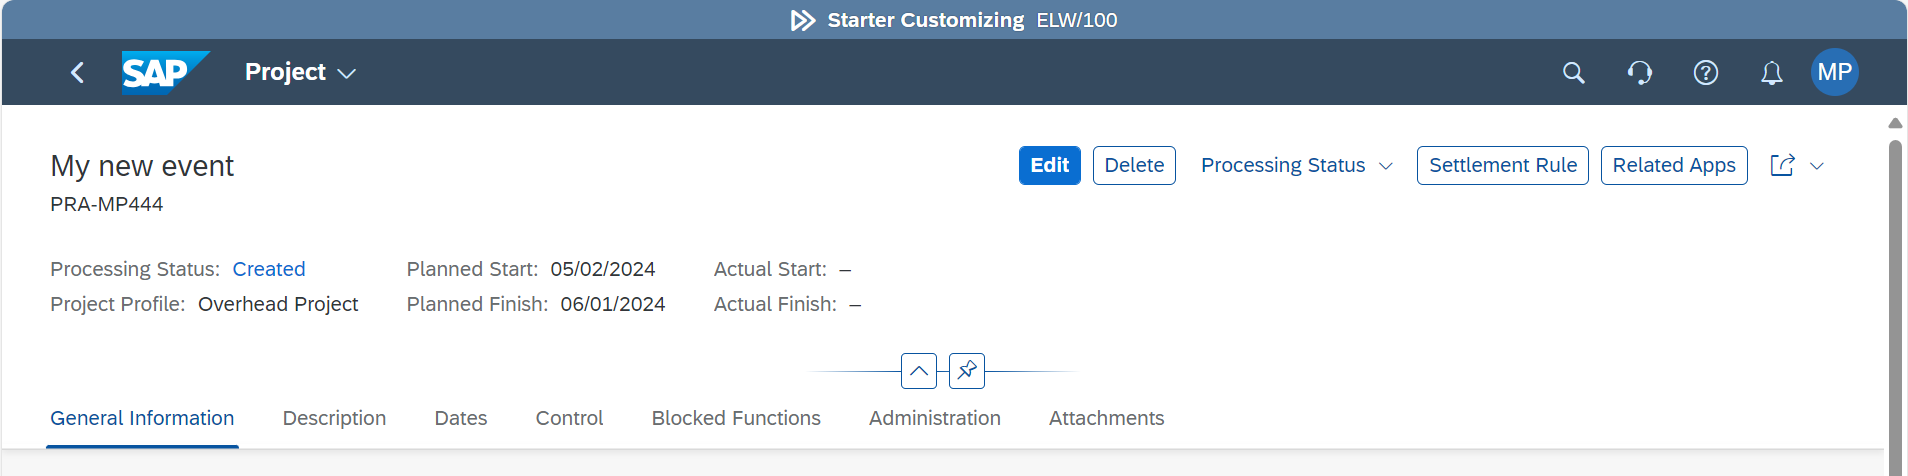 Starter Customizing ELW/100
SAP Project MP
My new event Edit Delete Processing Status Settlement Rule Related Apps
PRA-MP444
Processing Status: Created Planned Start: 05/02/2024 Actual Start: –
Project Profile: Overhead Project Planned Finish: 06/01/2024 Actual Finish: –
General Information Description Dates Control Blocked Functions Administration Attachments